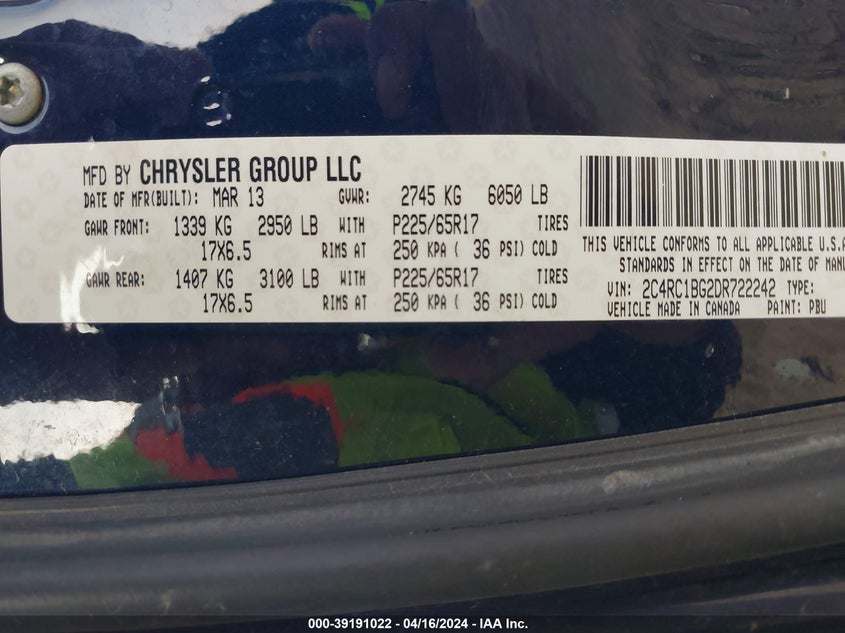 MFD BY CHRYSLER GROUP LLC
DATE OF MFR(BUILT): MAR 13 GVWR: 2745 KG 6050 LB
GAWR FRONT: 1339 KG 2950 LB WITH P225/65R17 TIRES
17X6.5 RIMS AT 250 KPA ( 36 PSI) COLD
GAWR REAR: 1407 KG 3100 LB WITH P225/65R17 TIRES
17X6.5 RIMS AT 250 KPA ( 36 PSI) COLD
THIS VEHICLE CONFORMS TO ALL APPLICABLE U.S.A
STANDARDS IN EFFECT ON THE DATE OF MANU
VIN: 2C4RC1BG2DR722242 TYPE:
VEHICLE MADE IN CANADA PAINT: PBU
000-39191022 - 04/16/2024 - IAA Inc.